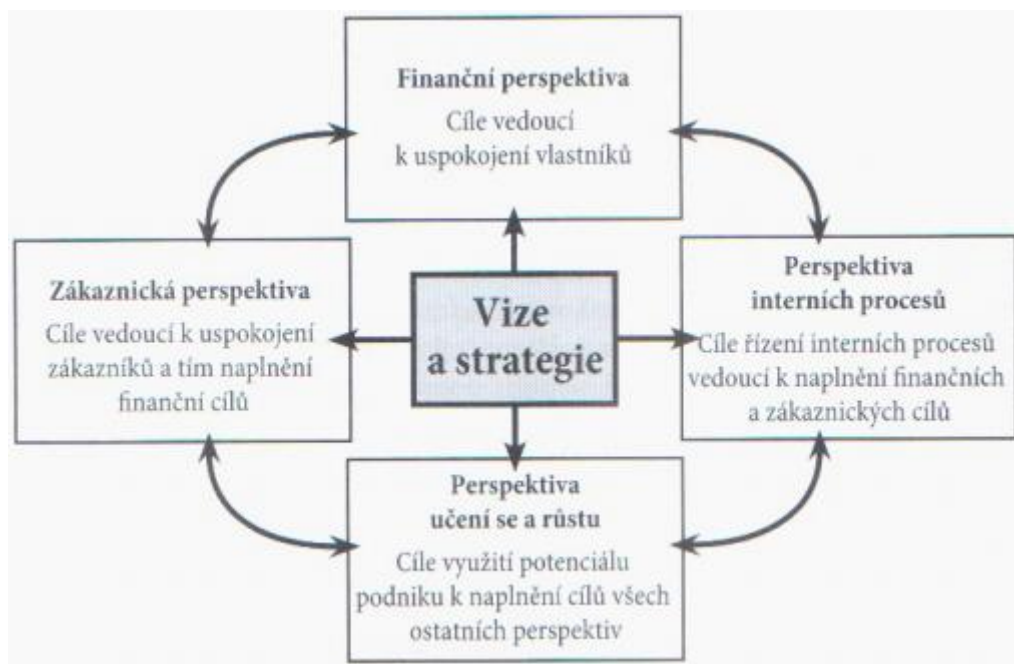 Finanční perspektiva
Cíle vedoucí
k uspokojení vlastníků
Zákaznická perspektiva
Cíle vedoucí k uspokojení
zákazníků a tím naplnění
finanční cílů
Vize
a strategie
Perspektiva
interních procesů
Cíle řízení interních procesů
vedoucí k naplnění finančních
a zákaznických cílů
Perspektiva
učení se a růstu
Cíle využití potenciálu
podniku k naplnění cílů všech
ostatních perspektiv